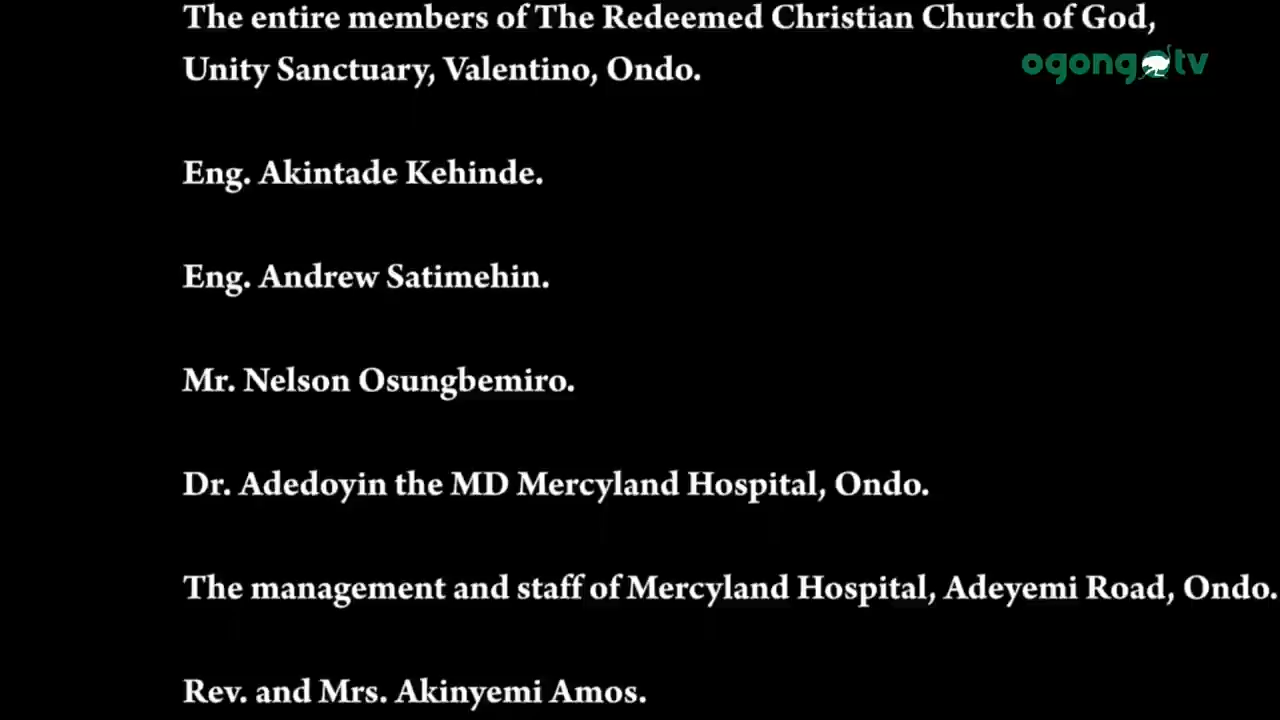 The entire members of The Redeemed Christian Church of God,
Unity Sanctuary, Valentino, Ondo.
ogongotv
Eng. Akintade Kehinde.
Eng. Andrew Satimehin.
Mr. Nelson Osungbemiro.
Dr. Adedoyin the MD Mercyland Hospital, Ondo.
The management and staff of Mercyland Hospital, Adeyemi Road, Ondo.
Rev. and Mrs. Akinyemi Amos.